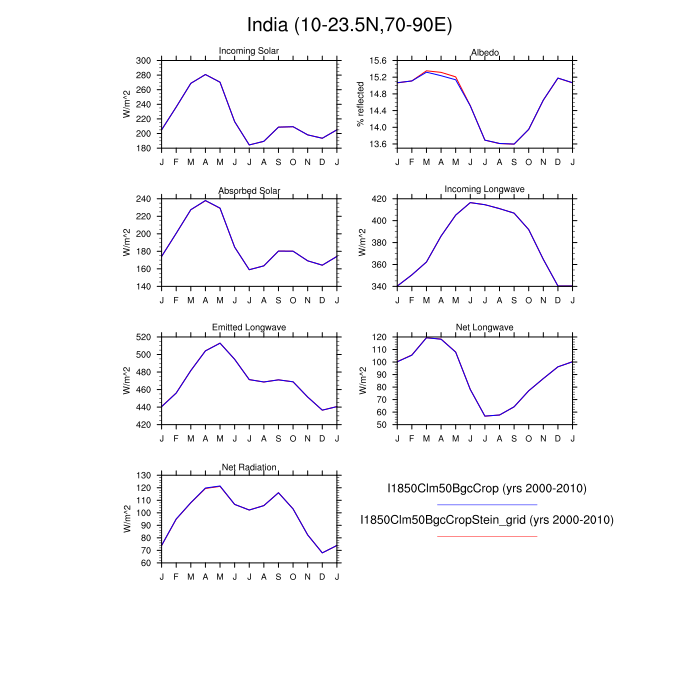 India (10-23.5N,70-90E)
Incoming Solar
300
280
260
240
220
200
180
W/m^2
J F M A M J J A S O N D J
Albedo
15.6
15.2
14.8
14.4
14.0
13.6
% reflected
J F M A M J J A S O N D J
Absorbed Solar
240
220
200
180
160
140
W/m^2
J F M A M J J A S O N D J
Incoming Longwave
420
400
380
360
340
W/m^2
J F M A M J J A S O N D J
Emitted Longwave
520
500
480
460
440
420
W/m^2
J F M A M J J A S O N D J
Net Longwave
120
110
100
90
80
70
60
50
W/m^2
J F M A M J J A S O N D J
Net Radiation
130
120
110
100
90
80
70
60
W/m^2
J F M A M J J A S O N D J
I1850Clm50BgcCrop (yrs 2000-2010)
I1850Clm50BgcCropStein_grid (yrs 2000-2010)